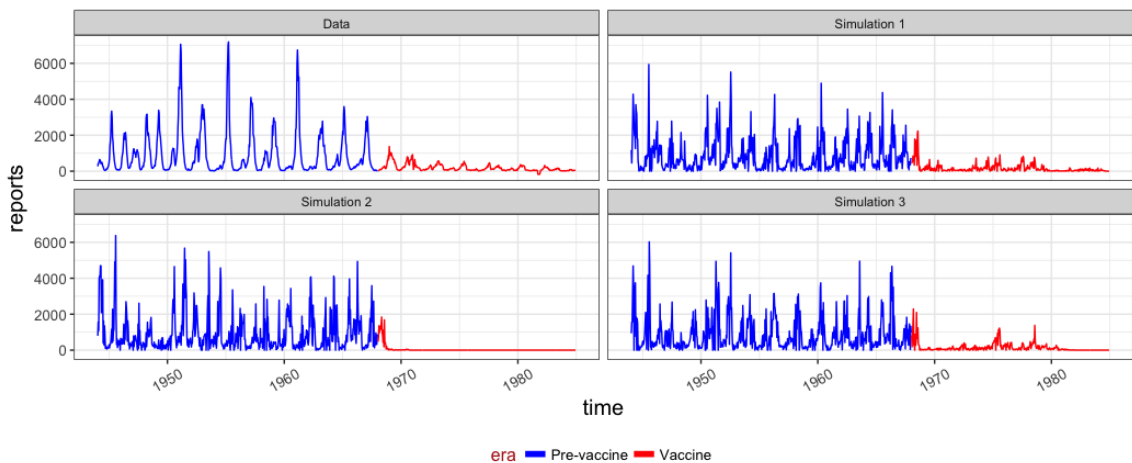 Data
Simulation 1
6000
4000
2000
0
Simulation 2
Simulation 3
6000
4000
2000
0
reports
1950
1960
1970
1980
1950
1960
1970
1980
time
era Pre-vaccine Vaccine